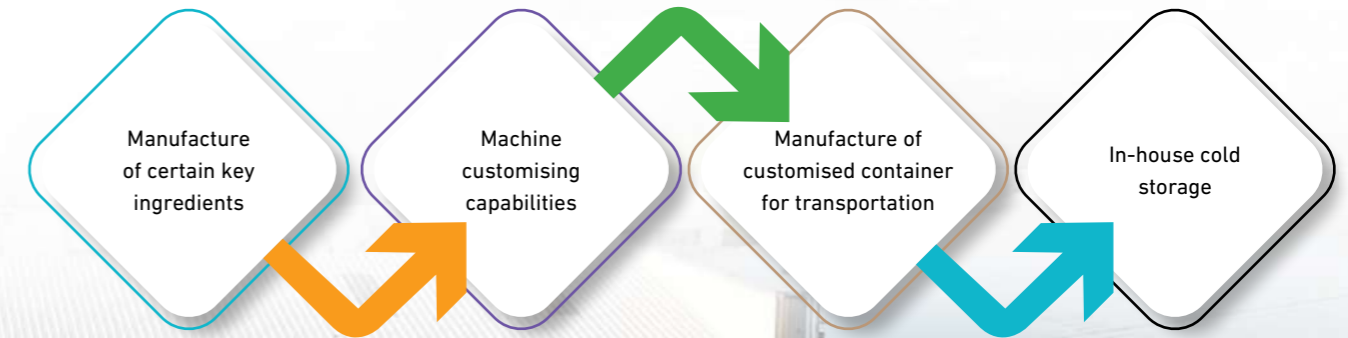 Manufacture
of certain key
ingredients
Machine
customising
capabilities
Manufacture of
customised container
for transportation
In-house cold
storage